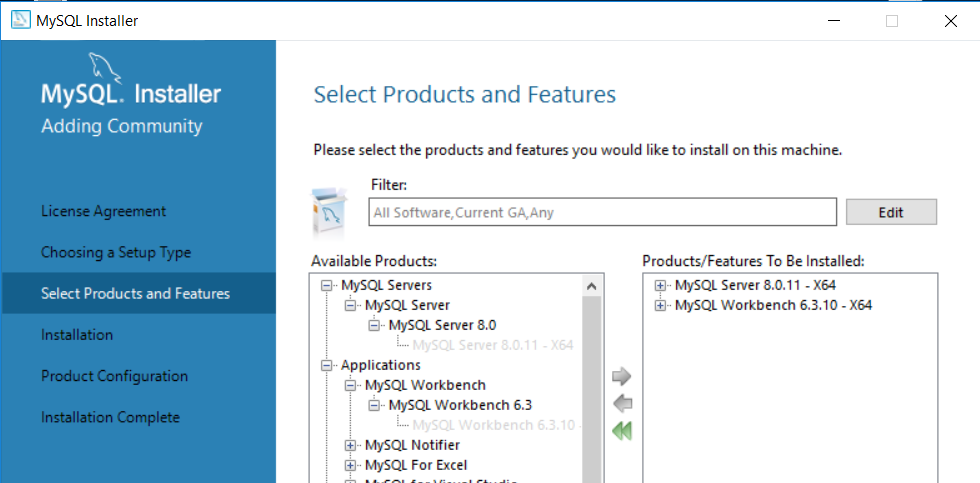 MySQL Installer
MySQL. Installer
Adding Community
License Agreement
Choosing a Setup Type
Select Products and Features
Installation
Product Configuration
Installation Complete
Select Products and Features
Please select the products and features you would like to install on this machine.
Filter:
All Software,Current GA,Any
Edit
Available Products:
MySQL Servers
MySQL Server
MySQL Server 8.0
MySQL Server 8.0.11 - X64
Applications
MySQL Workbench
MySQL Workbench 6.3
MySQL Workbench 6.3.10 -
MySQL Notifier
MySQL For Excel
MySQL for Visual Studio
Products/Features To Be Installed:
MySQL Server 8.0.11 - X64
MySQL Workbench 6.3.10 - X64